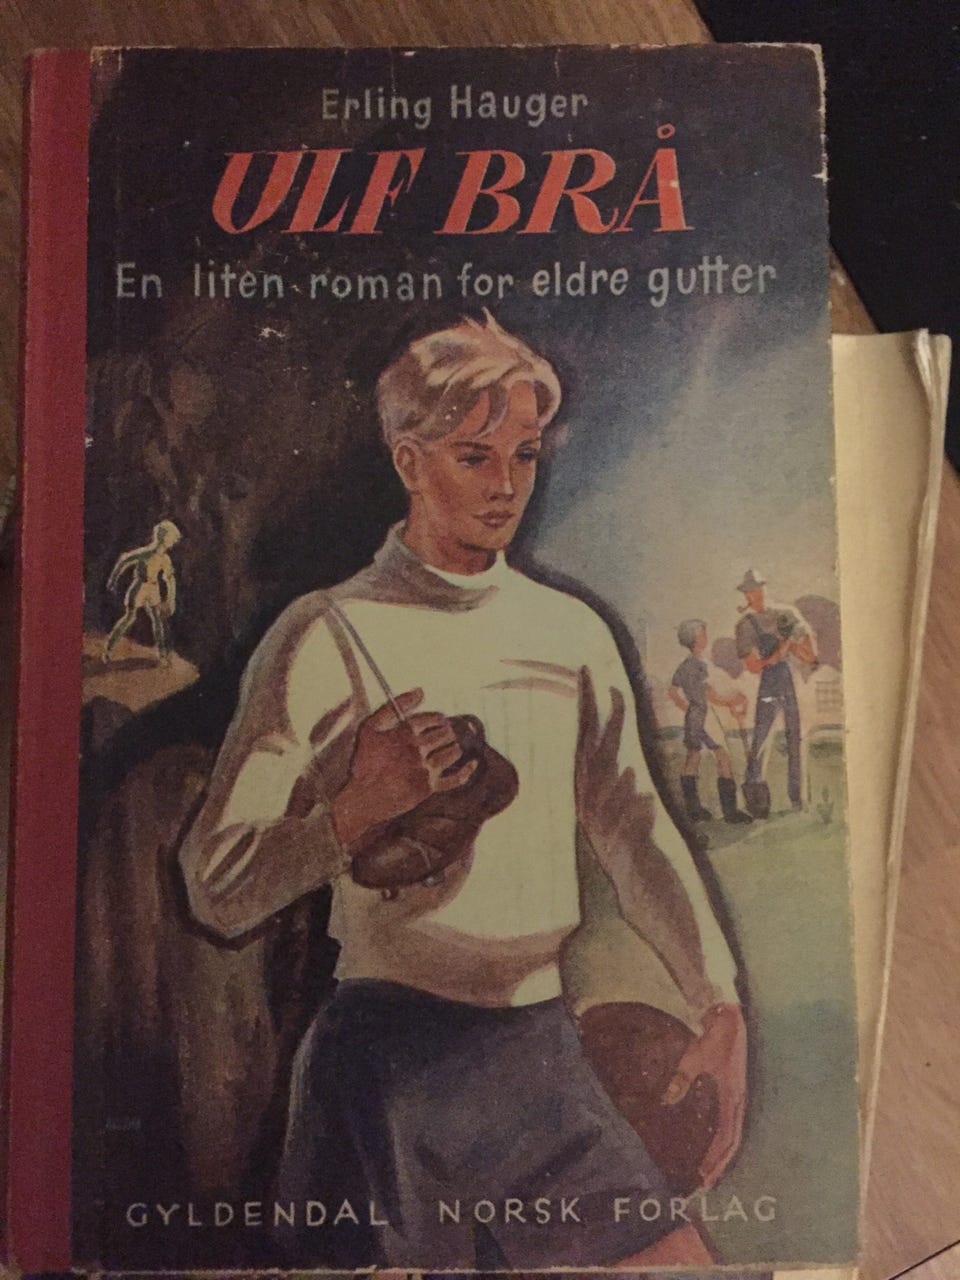 Erling Hauger
ULF BRÅ
En liten roman for eldre gutter
GYLDENDAL NORSK FORLAG